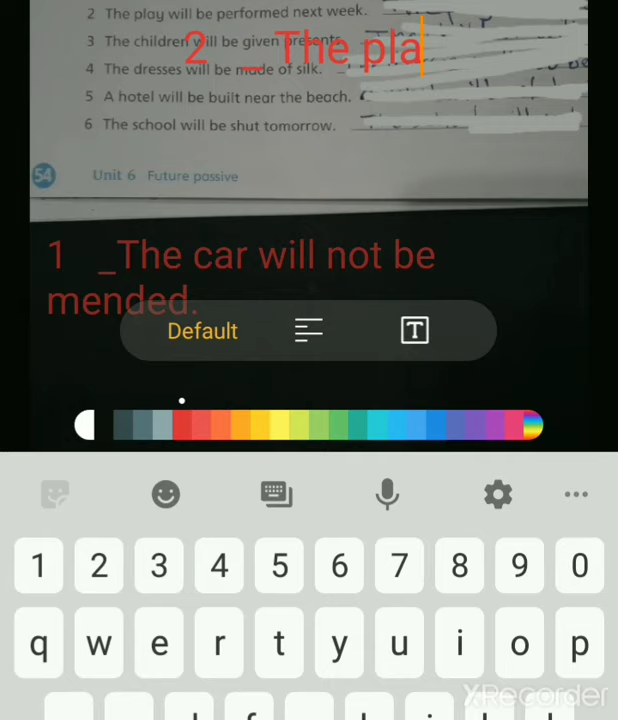 2 The play will be performed next week.
3 The children will be given presents.
2 _ The pla
4 The dresses will be made of silk.
5 A hotel will be built near the beach.
6 The school will be shut tomorrow.
54 Unit 6 Future passive
1 _The car will not be
mended.
Default
T
1 2 3 4 5 6 7 8 9 0
q w e r t y u i o p
XRecorder